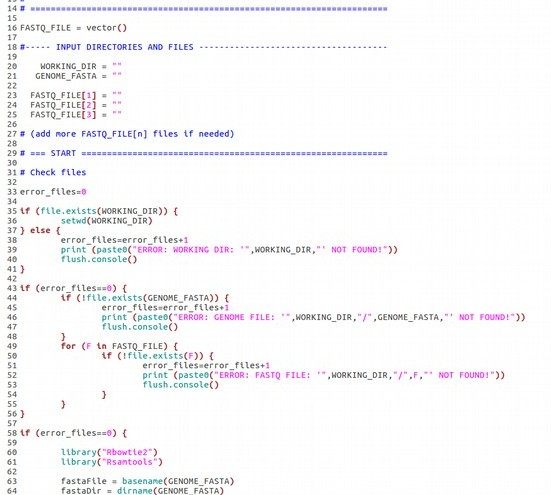 14 # =================================================================
15
16 FASTQ_FILE = vector()
17
18 #----- INPUT DIRECTORIES AND FILES ------------------------------------
19
20     WORKING_DIR = ""
21    GENOME_FASTA = ""
22
23   FASTQ_FILE[1] = ""
24   FASTQ_FILE[2] = ""
25   FASTQ_FILE[3] = ""
26
27 # (add more FASTQ_FILE[n] files if needed)
28
29 # === START =======================================================
30
31 # Check files
32
33 error_files=0
34
35 if (file.exists(WORKING_DIR)) {
36         setwd(WORKING_DIR)
37 } else {
38         error_files=error_files+1
39         print (paste0("ERROR: WORKING DIR: '",WORKING_DIR,"' NOT FOUND!"))
40         flush.console()
41 }
42
43 if (error_files==0) {
44         if (!file.exists(GENOME_FASTA)) {
45                 error_files=error_files+1
46                 print (paste0("ERROR: GENOME FILE: '",WORKING_DIR,"/",GENOME_FASTA,"' NOT FOUND!"))
47                 flush.console()
48         }
49         for (F in FASTQ_FILE) {
50                 if (!file.exists(F)) {
51                         error_files=error_files+1
52                         print (paste0("ERROR: FASTQ FILE: '",WORKING_DIR,"/",F,"' NOT FOUND!"))
53                         flush.console()
54                 }
55         }
56 }
57
58 if (error_files==0) {
59
60         library("Rbowtie2")
61         library("Rsamtools")
62
63         fastaFile = basename(GENOME_FASTA)
64         fastaDir = dirname(GENOME_FASTA)